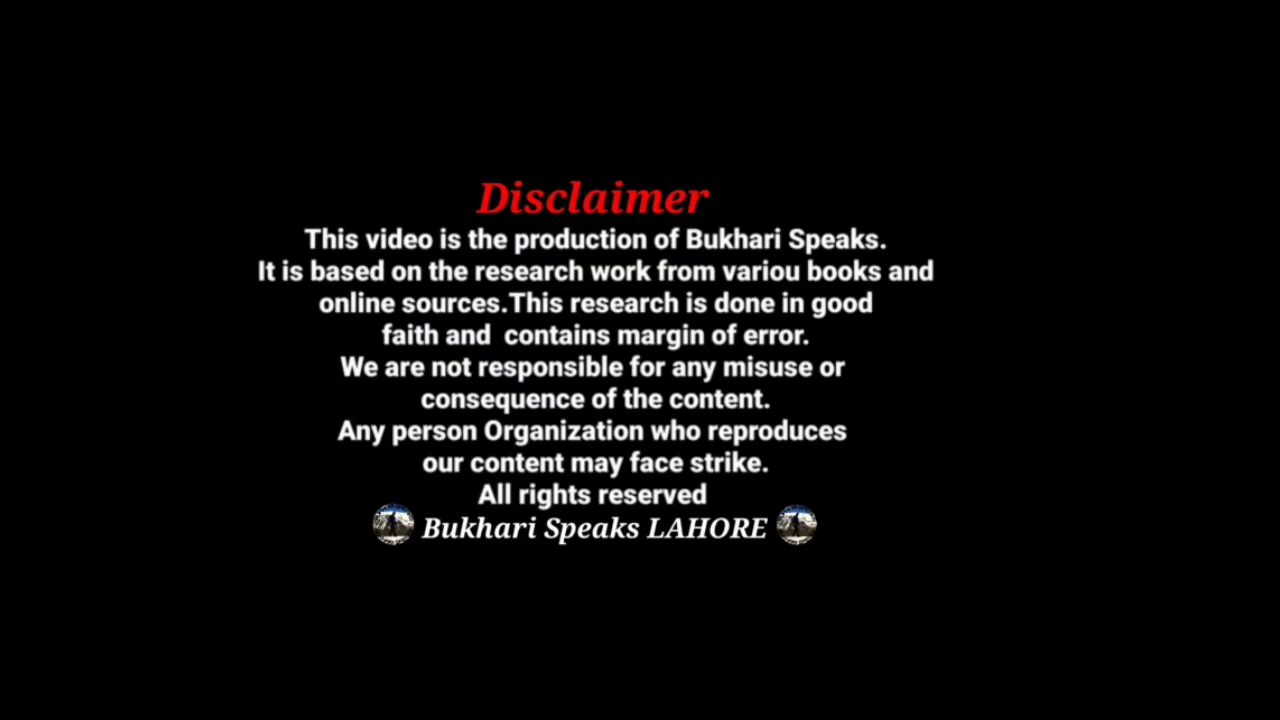 Disclaimer
This video is the production of Bukhari Speaks.
It is based on the research work from variou books and
online sources.This research is done in good
faith and  contains margin of error.
We are not responsible for any misuse or
consequence of the content.
Any person Organization who reproduces
our content may face strike.
All rights reserved
Bukhari Speaks LAHORE